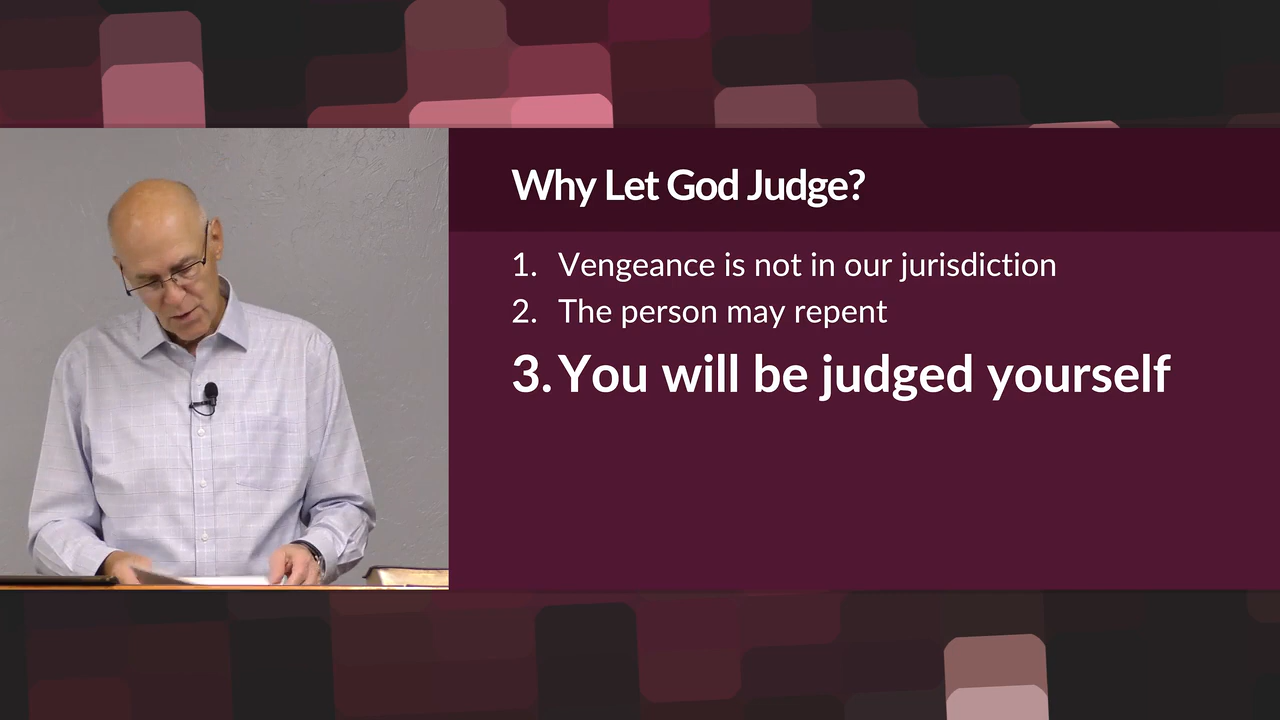 Why Let God Judge?
1. Vengeance is not in our jurisdiction
2. The person may repent
3. You will be judged yourself